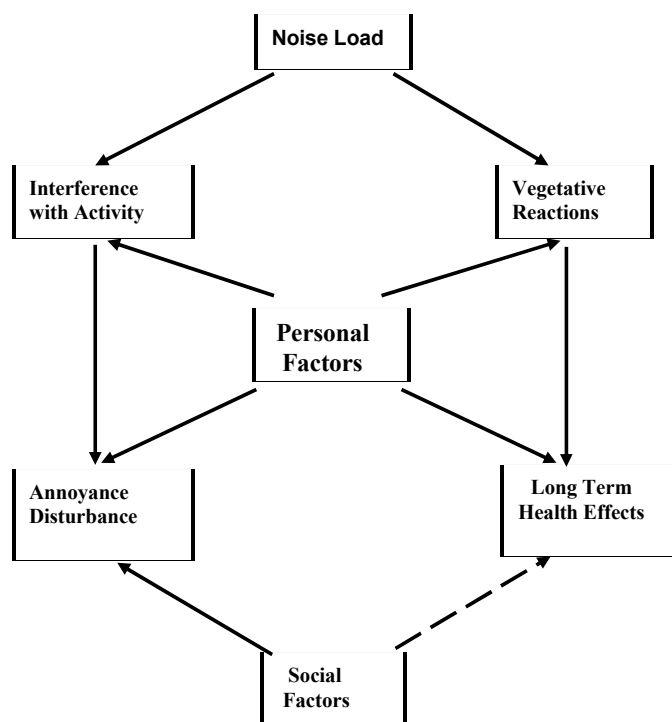 Noise Load
Interference
with Activity
Vegetative
Reactions
Personal
Factors
Annoyance
Disturbance
Long Term
Health Effects
Social
Factors